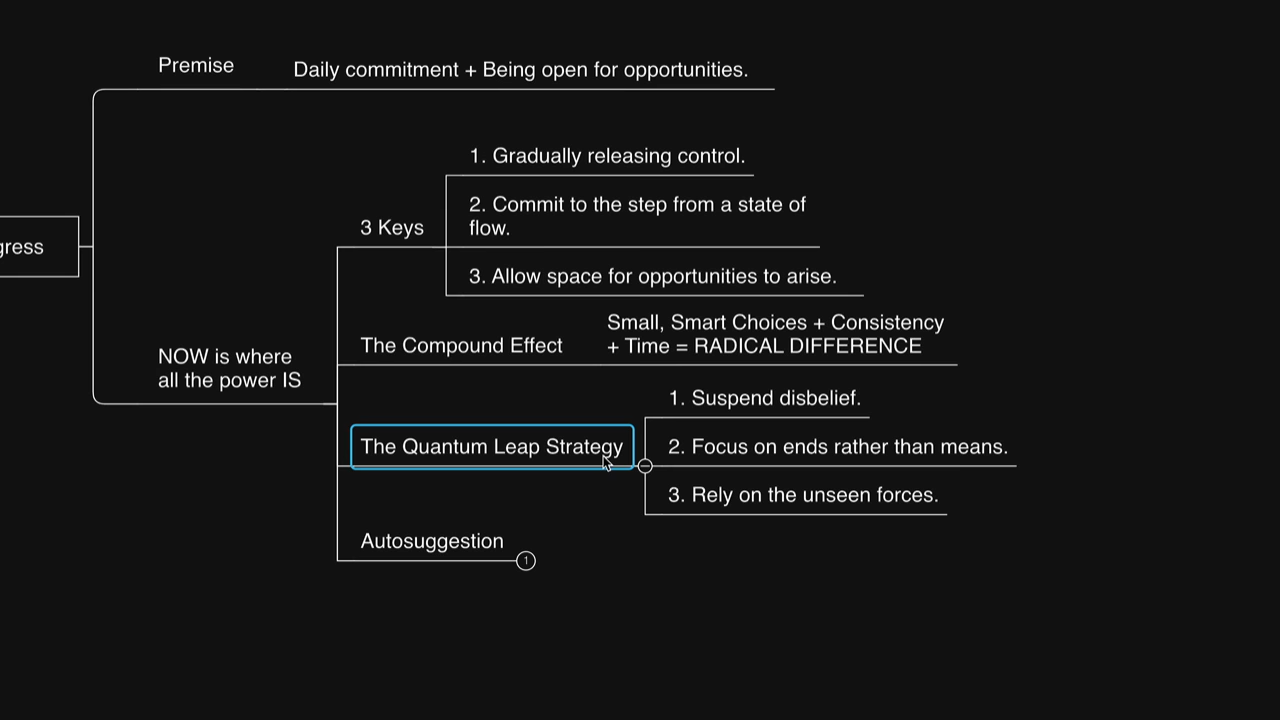 Premise
Daily commitment + Being open for opportunities.
1. Gradually releasing control.
2. Commit to the step from a state of
flow.
3 Keys
3. Allow space for opportunities to arise.
gress
Small, Smart Choices + Consistency
+ Time = RADICAL DIFFERENCE
The Compound Effect
NOW is where
all the power IS
1. Suspend disbelief.
The Quantum Leap Strategy
2. Focus on ends rather than means.
3. Rely on the unseen forces.
Autosuggestion
1